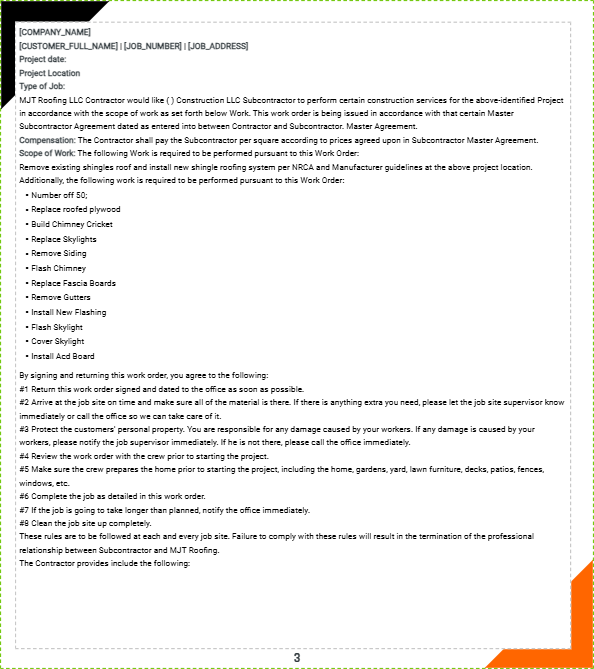 [COMPANY_NAME]
[CUSTOMER_FULL_NAME] | [JOB_NUMBER] | [JOB_ADDRESS]
Project date:
Project Location
Type of Job:
MJT Roofing LLC Contractor would like ( ) Construction LLC Subcontractor to perform certain construction services for the above-identified Project
in accordance with the scope of work as set forth below Work. This work order is being issued in accordance with that certain Master
Subcontractor Agreement dated as entered into between Contractor and Subcontractor. Master Agreement.
Compensation: The Contractor shall pay the Subcontractor per square according to prices agreed upon in Subcontractor Master Agreement.
Scope of Work: The following Work is required to be performed pursuant to this Work Order:
Remove existing shingles roof and install new shingle roofing system per NRCA and Manufacturer guidelines at the above project location.
Additionally, the following work is required to be performed pursuant to this Work Order:
• Number off 50;
• Replace roofed plywood
• Build Chimney Cricket
• Replace Skylights
• Remove Siding
• Flash Chimney
• Replace Fascia Boards
• Remove Gutters
• Install New Flashing
• Flash Skylight
• Cover Skylight
• Install Acd Board
By signing and returning this work order, you agree to the following:
#1 Return this work order signed and dated to the office as soon as possible.
#2 Arrive at the job site on time and make sure all of the material is there. If there is anything extra you need, please let the job site supervisor know
immediately or call the office so we can take care of it.
#3 Protect the customers' personal property. You are responsible for any damage caused by your workers. If any damage is caused by your
workers, please notify the job supervisor immediately. If he is not there, please call the office immediately.
#4 Review the work order with the crew prior to starting the project.
#5 Make sure the crew prepares the home prior to starting the project, including the home, gardens, yard, lawn furniture, decks, patios, fences,
windows, etc.
#6 Complete the job as detailed in this work order.
#7 If the job is going to take longer than planned, notify the office immediately.
#8 Clean the job site up completely.
These rules are to be followed at each and every job site. Failure to comply with these rules will result in the termination of the professional
relationship between Subcontractor and MJT Roofing.
The Contractor provides include the following:
3